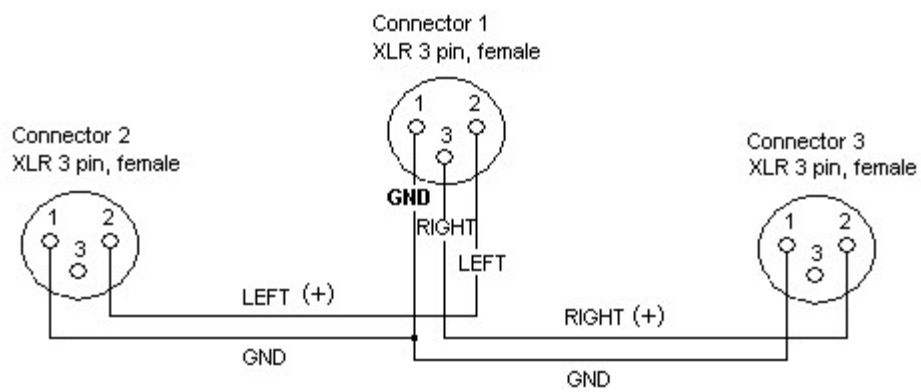 Connector 1
XLR 3 pin, female
1 2
3
Connector 2
XLR 3 pin, female
1 2
3
Connector 3
XLR 3 pin, female
1 2
3
GND
RIGHT
LEFT
LEFT (+)
RIGHT (+)
GND
GND